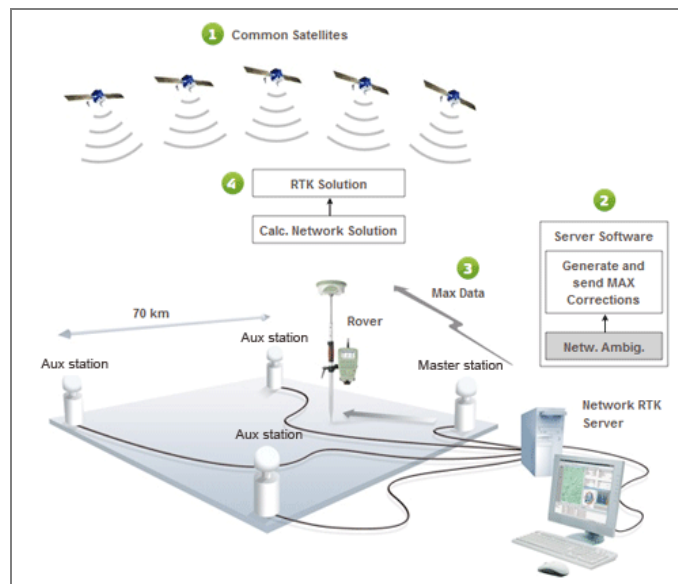 1 Common Satellites
4 RTK Solution
Calc. Network Solution
2
Server Software
Generate and
send MAX
Corrections
Netw. Ambig.
3
Max Data
70 km
Rover
Aux station
Aux station
Master station
Aux station
Network RTK
Server